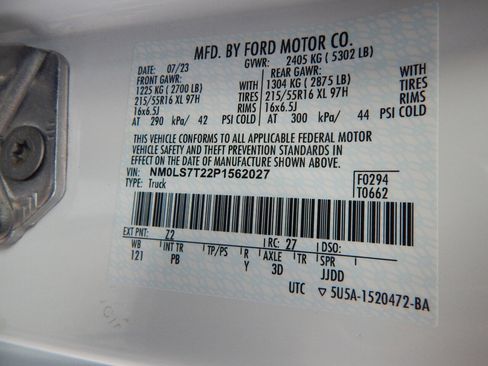 MFD. BY FORD MOTOR CO.
DATE: 07/23 GVWR: 2405 KG ( 5302 LB)
FRONT GAWR: REAR GAWR:
1225 KG ( 2700 LB) WITH 1304 KG ( 2875 LB) WITH
215/55R16 XL 97H TIRES 215/55R16 XL 97H TIRES
16x6.5J RIMS 16x6.5J RIMS
AT 290 kPa/ 42 PSI COLD AT 300 kPa/ 44 PSI COLD
THIS VEHICLE CONFORMS TO ALL APPLICABLE FEDERAL MOTOR
VEHICLE SAFETY AND THEFT PREVENTION STANDARDS IN
EFFECT ON THE DATE OF MANUFACTURE SHOWN ABOVE.
VIN: NM0LS7T22P1562027 F0294
TYPE: Truck T0662
EXT PNT: Z2 RC: 27 DSO:
WB INT TR TP/PS R AXLE TR SPR
121 PB Y 3D JJDD
UTC ▽ 5U5A-1520472-BA